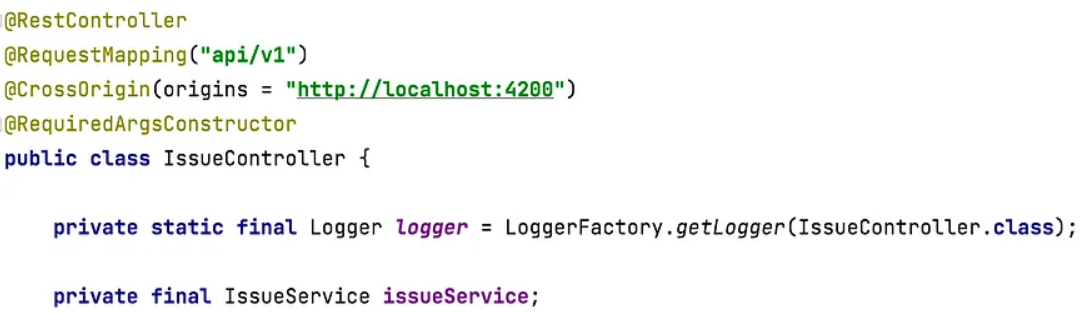 @RestController
@RequestMapping("api/v1")
@CrossOrigin(origins = "http://localhost:4200")
@RequiredArgsConstructor
public class IssueController {
private static final Logger logger = LoggerFactory.getLogger(IssueController.class);
private final IssueService issueService;